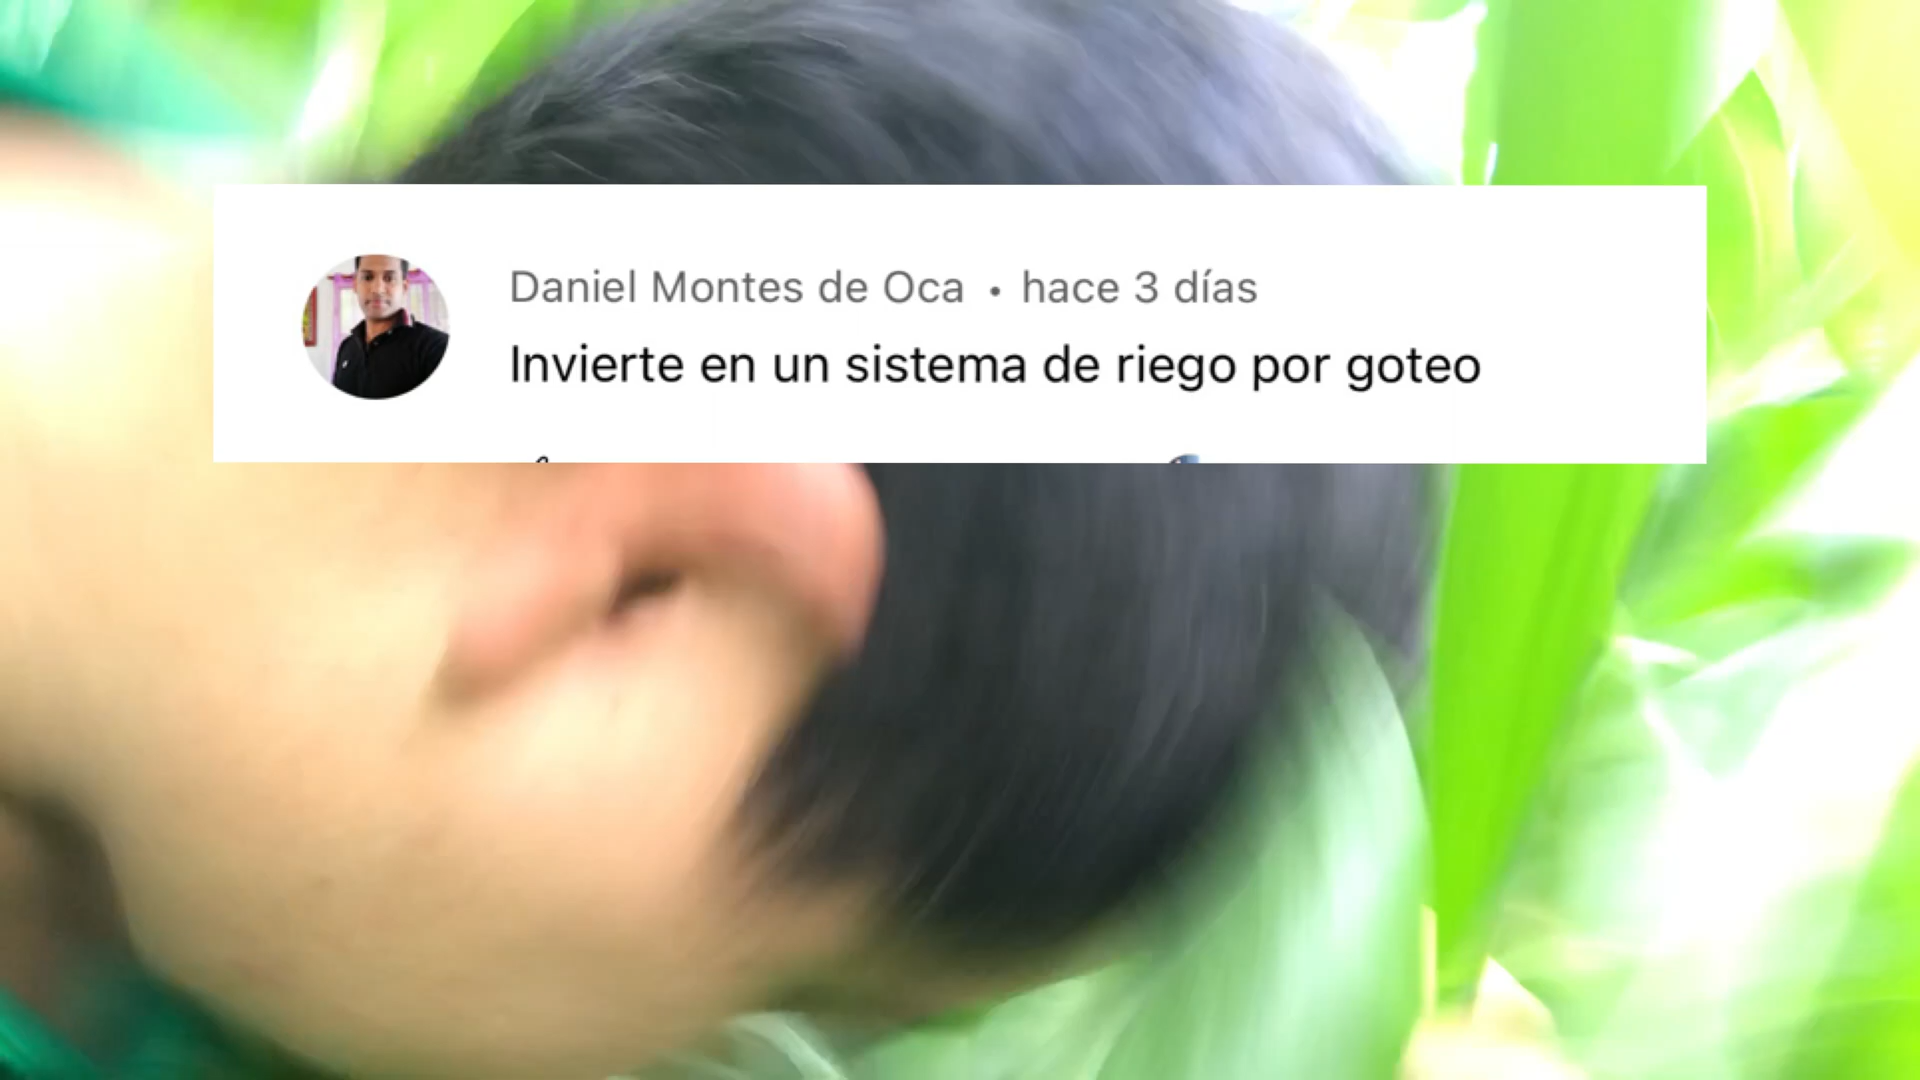 Daniel Montes de Oca • hace 3 días
Invierte en un sistema de riego por goteo